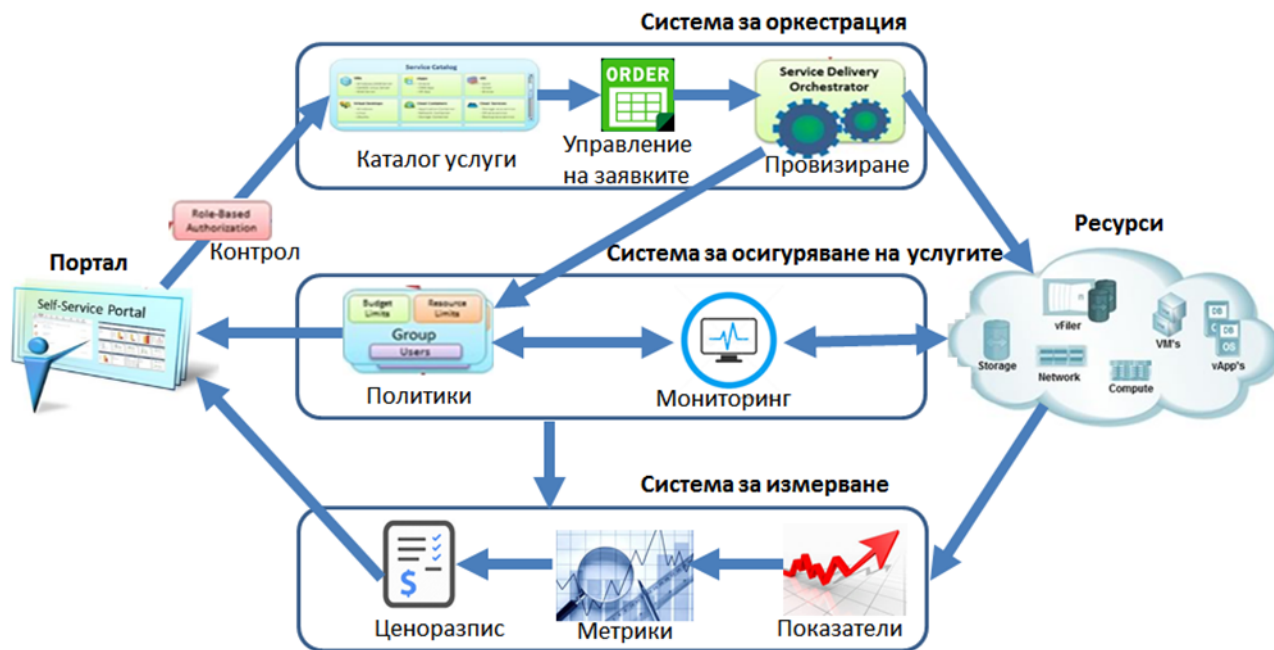 Система за оркестрация
Service Catalog
ORDER
Service Delivery
Orchestrator
Каталог услуги
Управление
на заявките
Провизиране
Role-Based
Authorization
Контрол
Портал
Self-Service Portal
Система за осигуряване на услугите
Ресурси
Budget
Limits
Resource
Limits
Group
Users
Политики
Мониторинг
vFiler
Storage
Network
Compute
VM's
DB
DB
OS
vApp's
Система за измерване
$
Ценоразпис
Метрики
Показатели